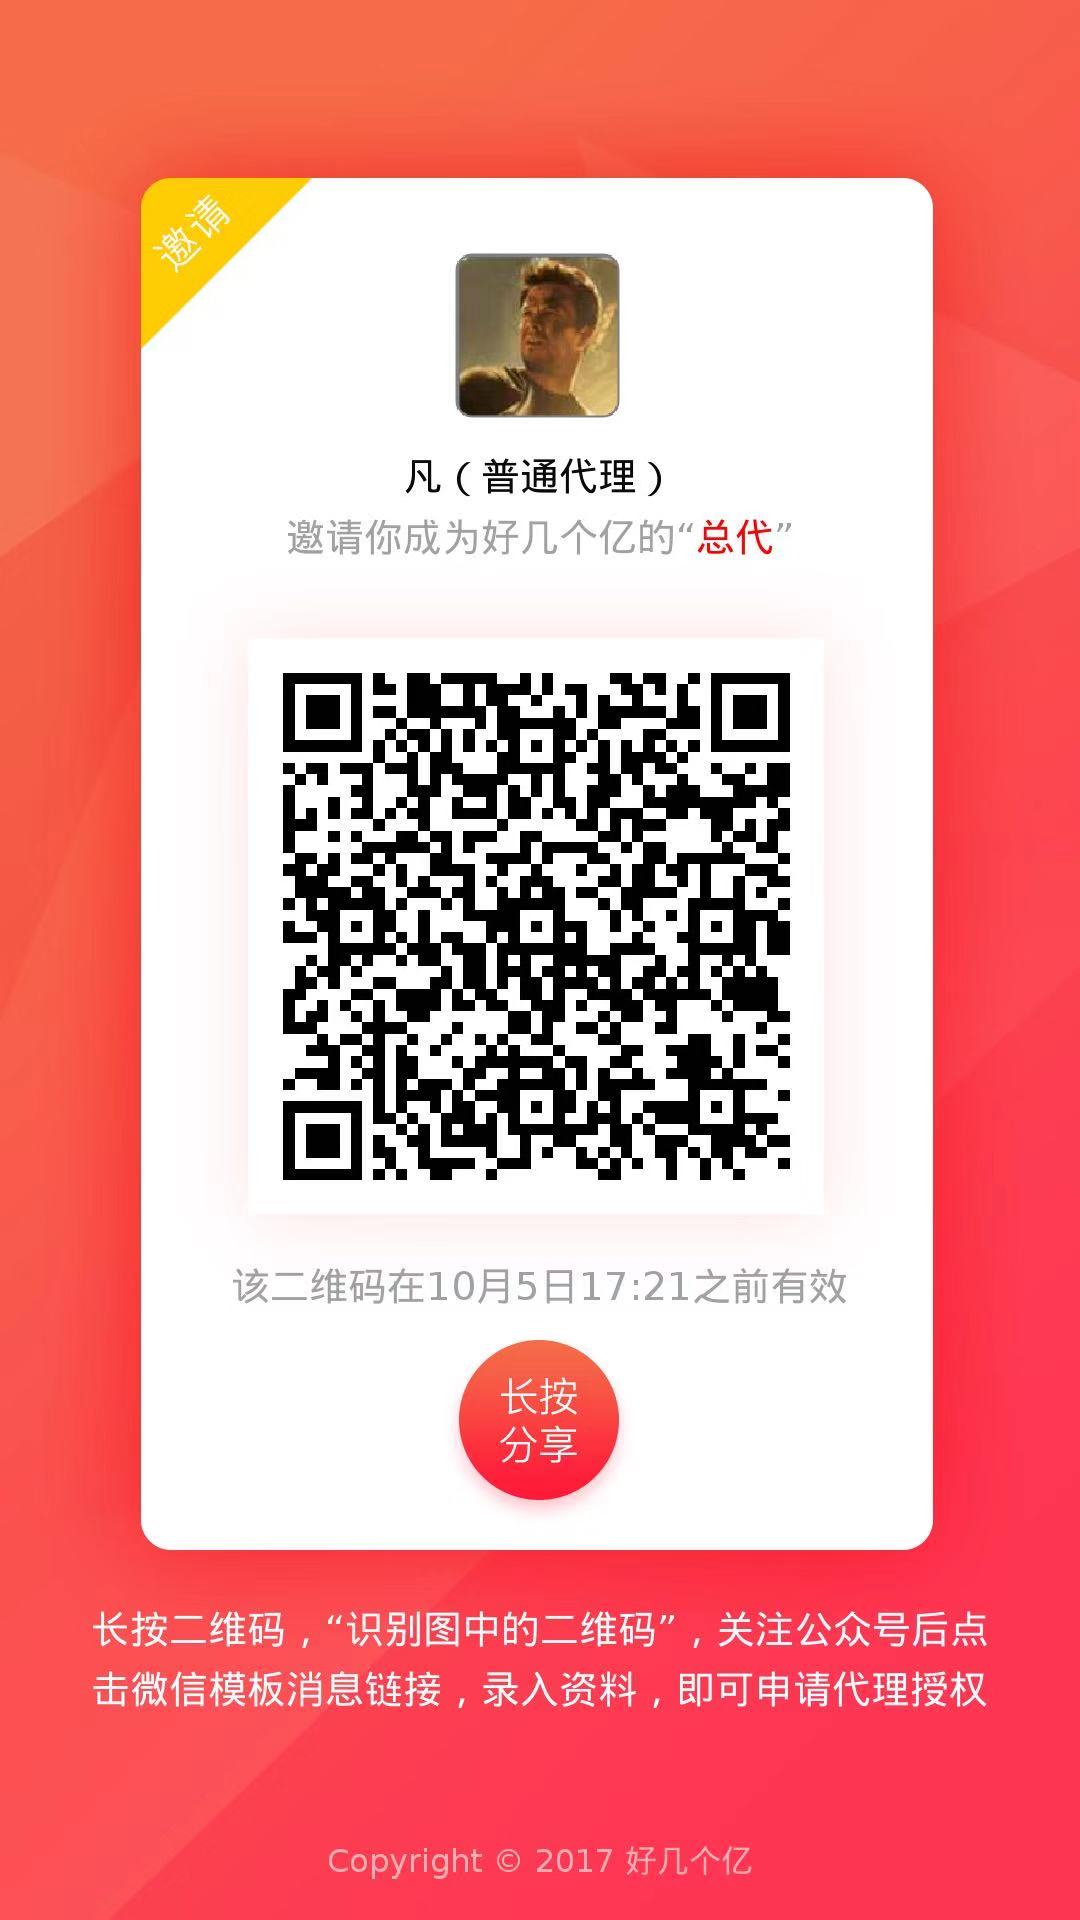 邀请
凡（普通代理）
邀请你成为好几个亿的“总代”
该二维码在10月5日17:21之前有效
长按
分享
长按二维码，“识别图中的二维码”，关注公众号后点
击微信模板消息链接，录入资料，即可申请代理授权
Copyright © 2017 好几个亿